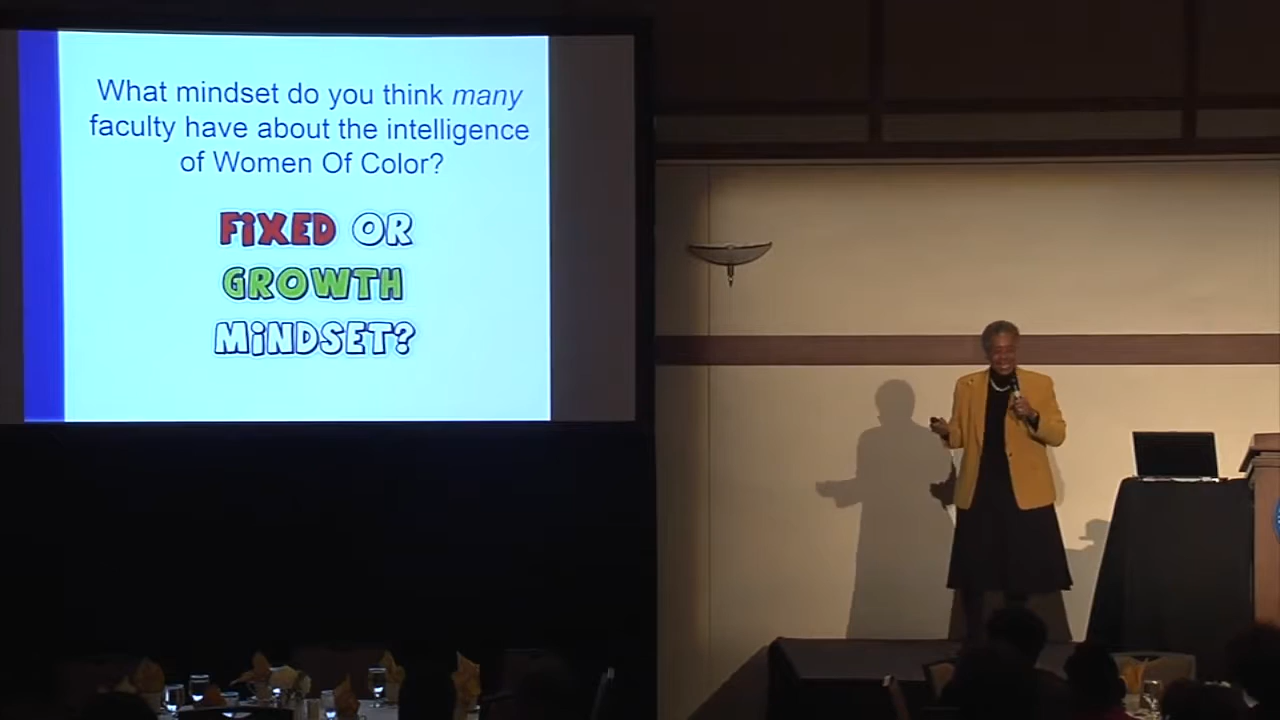 What mindset do you think many
faculty have about the intelligence
of Women Of Color?
FiXED OR
GROWTH
MiNDSET?